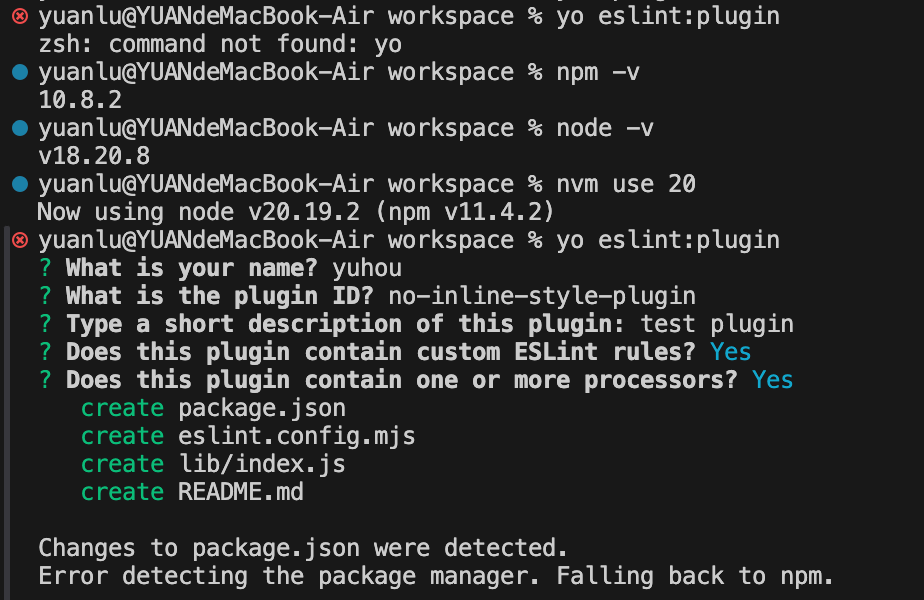 yuanlu@YUANdeMacBook-Air workspace % yo eslint:plugin
zsh: command not found: yo
yuanlu@YUANdeMacBook-Air workspace % npm -v
10.8.2
yuanlu@YUANdeMacBook-Air workspace % node -v
v18.20.8
yuanlu@YUANdeMacBook-Air workspace % nvm use 20
Now using node v20.19.2 (npm v11.4.2)
yuanlu@YUANdeMacBook-Air workspace % yo eslint:plugin
? What is your name? yuhou
? What is the plugin ID? no-inline-style-plugin
? Type a short description of this plugin: test plugin
? Does this plugin contain custom ESLint rules? Yes
? Does this plugin contain one or more processors? Yes
create package.json
create eslint.config.mjs
create lib/index.js
create README.md
Changes to package.json were detected.
Error detecting the package manager. Falling back to npm.